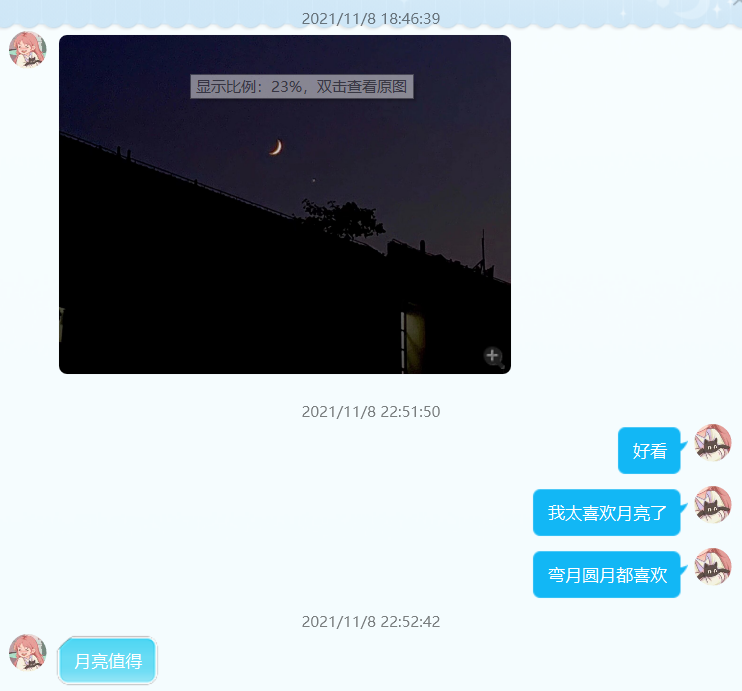 2021/11/8 18:46:39
显示比例：23%，双击查看原图
2021/11/8 22:51:50
好看
我太喜欢月亮了
弯月圆月都喜欢
2021/11/8 22:52:42
月亮值得